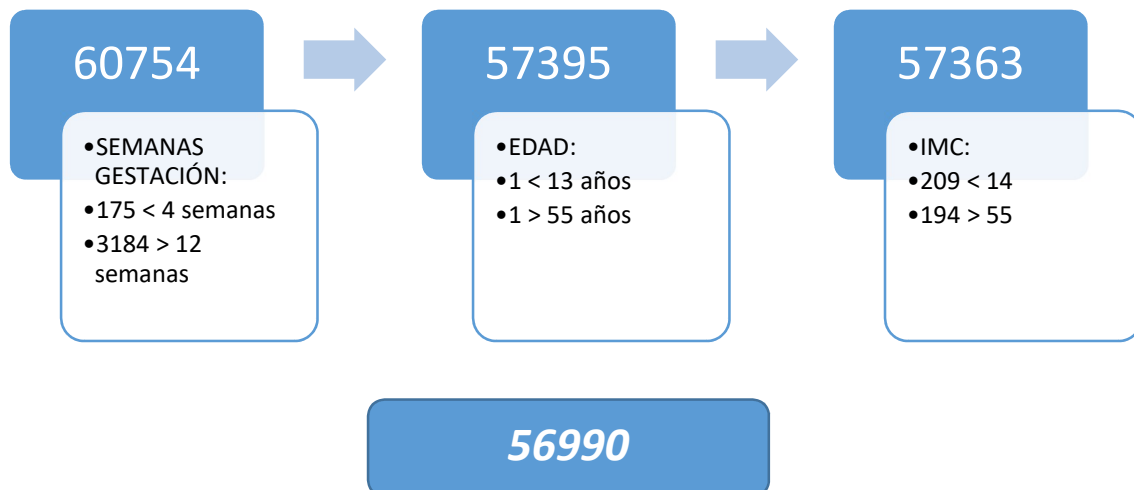 60754
•SEMANAS
GESTACIÓN:
•175 < 4 semanas
•3184 > 12
semanas
57395
•EDAD:
•1 < 13 años
•1 > 55 años
57363
•IMC:
•209 < 14
•194 > 55
56990